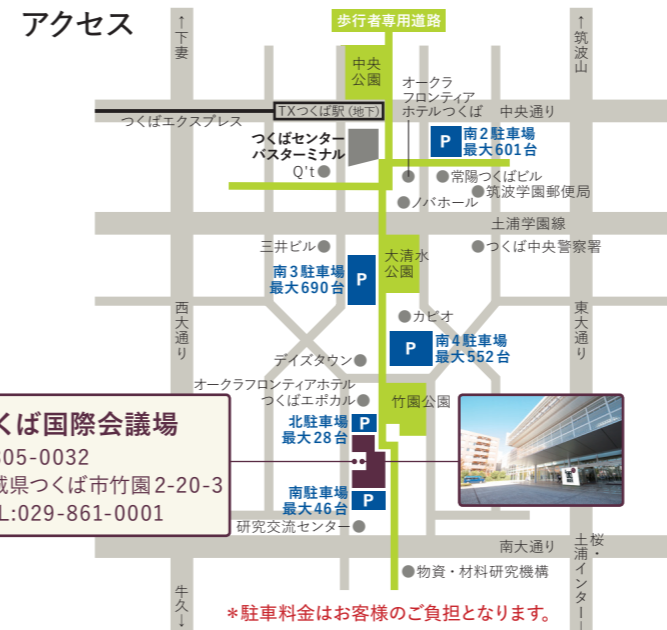 アクセス
↑下妻
歩行者専用道路
↑筑波山
中央
公園
オークラ
フロンティア
ホテルつくば
中央通り
TXつくば駅(地下)
つくばエクスプレス
つくばセンター
バスターミナル
P
南2駐車場
最大601台
Q't
常陽つくばビル
筑波学園郵便局
ノバホール
土浦学園線
三井ビル
大清水
公園
つくば中央警察署
南3駐車場
最大690台
P
西大通り
東大通り
カピオ
P
南4駐車場
最大552台
デイズタウン
オークラフロンティアホテル
つくばエポカル
竹園公園
北駐車場
最大28台
P
くば国際会議場
305-0032
城県つくば市竹園2-20-3
L:029-861-0001
南駐車場
最大46台
P
研究交流センター
南大通り
桜・
土浦インター↓
物資・材料研究機構
牛久↓
*駐車料金はお客様のご負担となります。